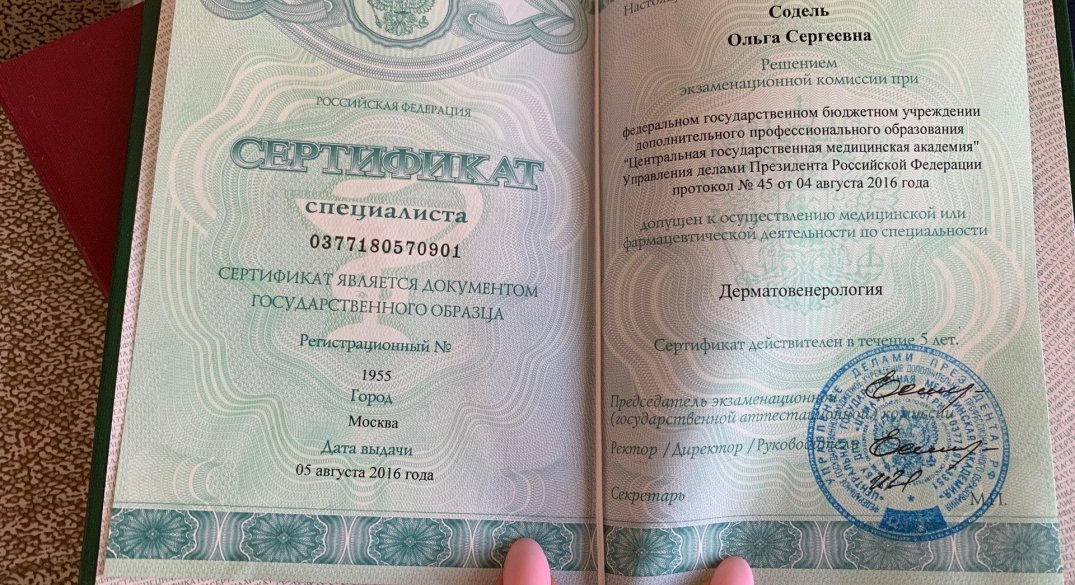 РОССИЙСКАЯ ФЕДЕРАЦИЯ
СЕРТИФИКАТ
специалиста
0377180570901
СЕРТИФИКАТ ЯВЛЯЕТСЯ ДОКУМЕНТОМ
ГОСУДАРСТВЕННОГО ОБРАЗЦА
Регистрационный №
1955
Город
Москва
Дата выдачи
05 августа 2016 года
Содель
Ольга Сергеевна
Решением
экзаменационной комиссии при
федеральном государственном бюджетном учреждении
дополнительного профессионального образования
"Центральная государственная медицинская академия"
Управления делами Президента Российской Федерации
протокол № 45 от 04 августа 2016 года
допущен к осуществлению медицинской или
фармацевтической деятельности по специальности
Дерматовенерология
Сертификат действителен в течение 5 лет.
Председатель экзаменационной
(государственной аттестационной) комиссии
Ректор / Директор / Руководитель
Секретарь
М.П.